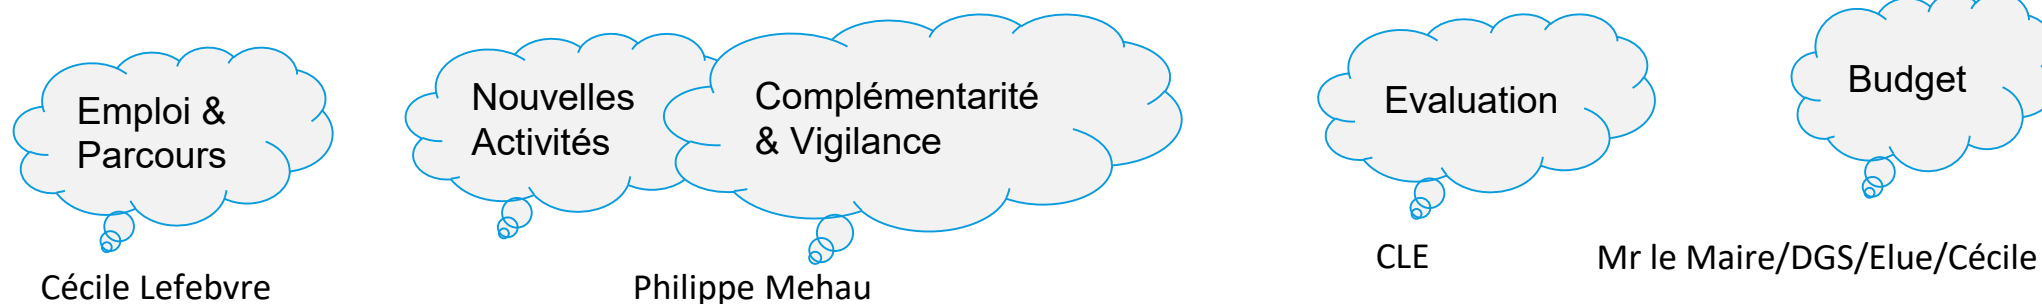 Emploi &
Parcours
Nouvelles
Activités
Complémentarité
& Vigilance
Evaluation
Budget
Cécile Lefebvre
Philippe Mehau
CLE
Mr le Maire/DGS/Elue/Cécile